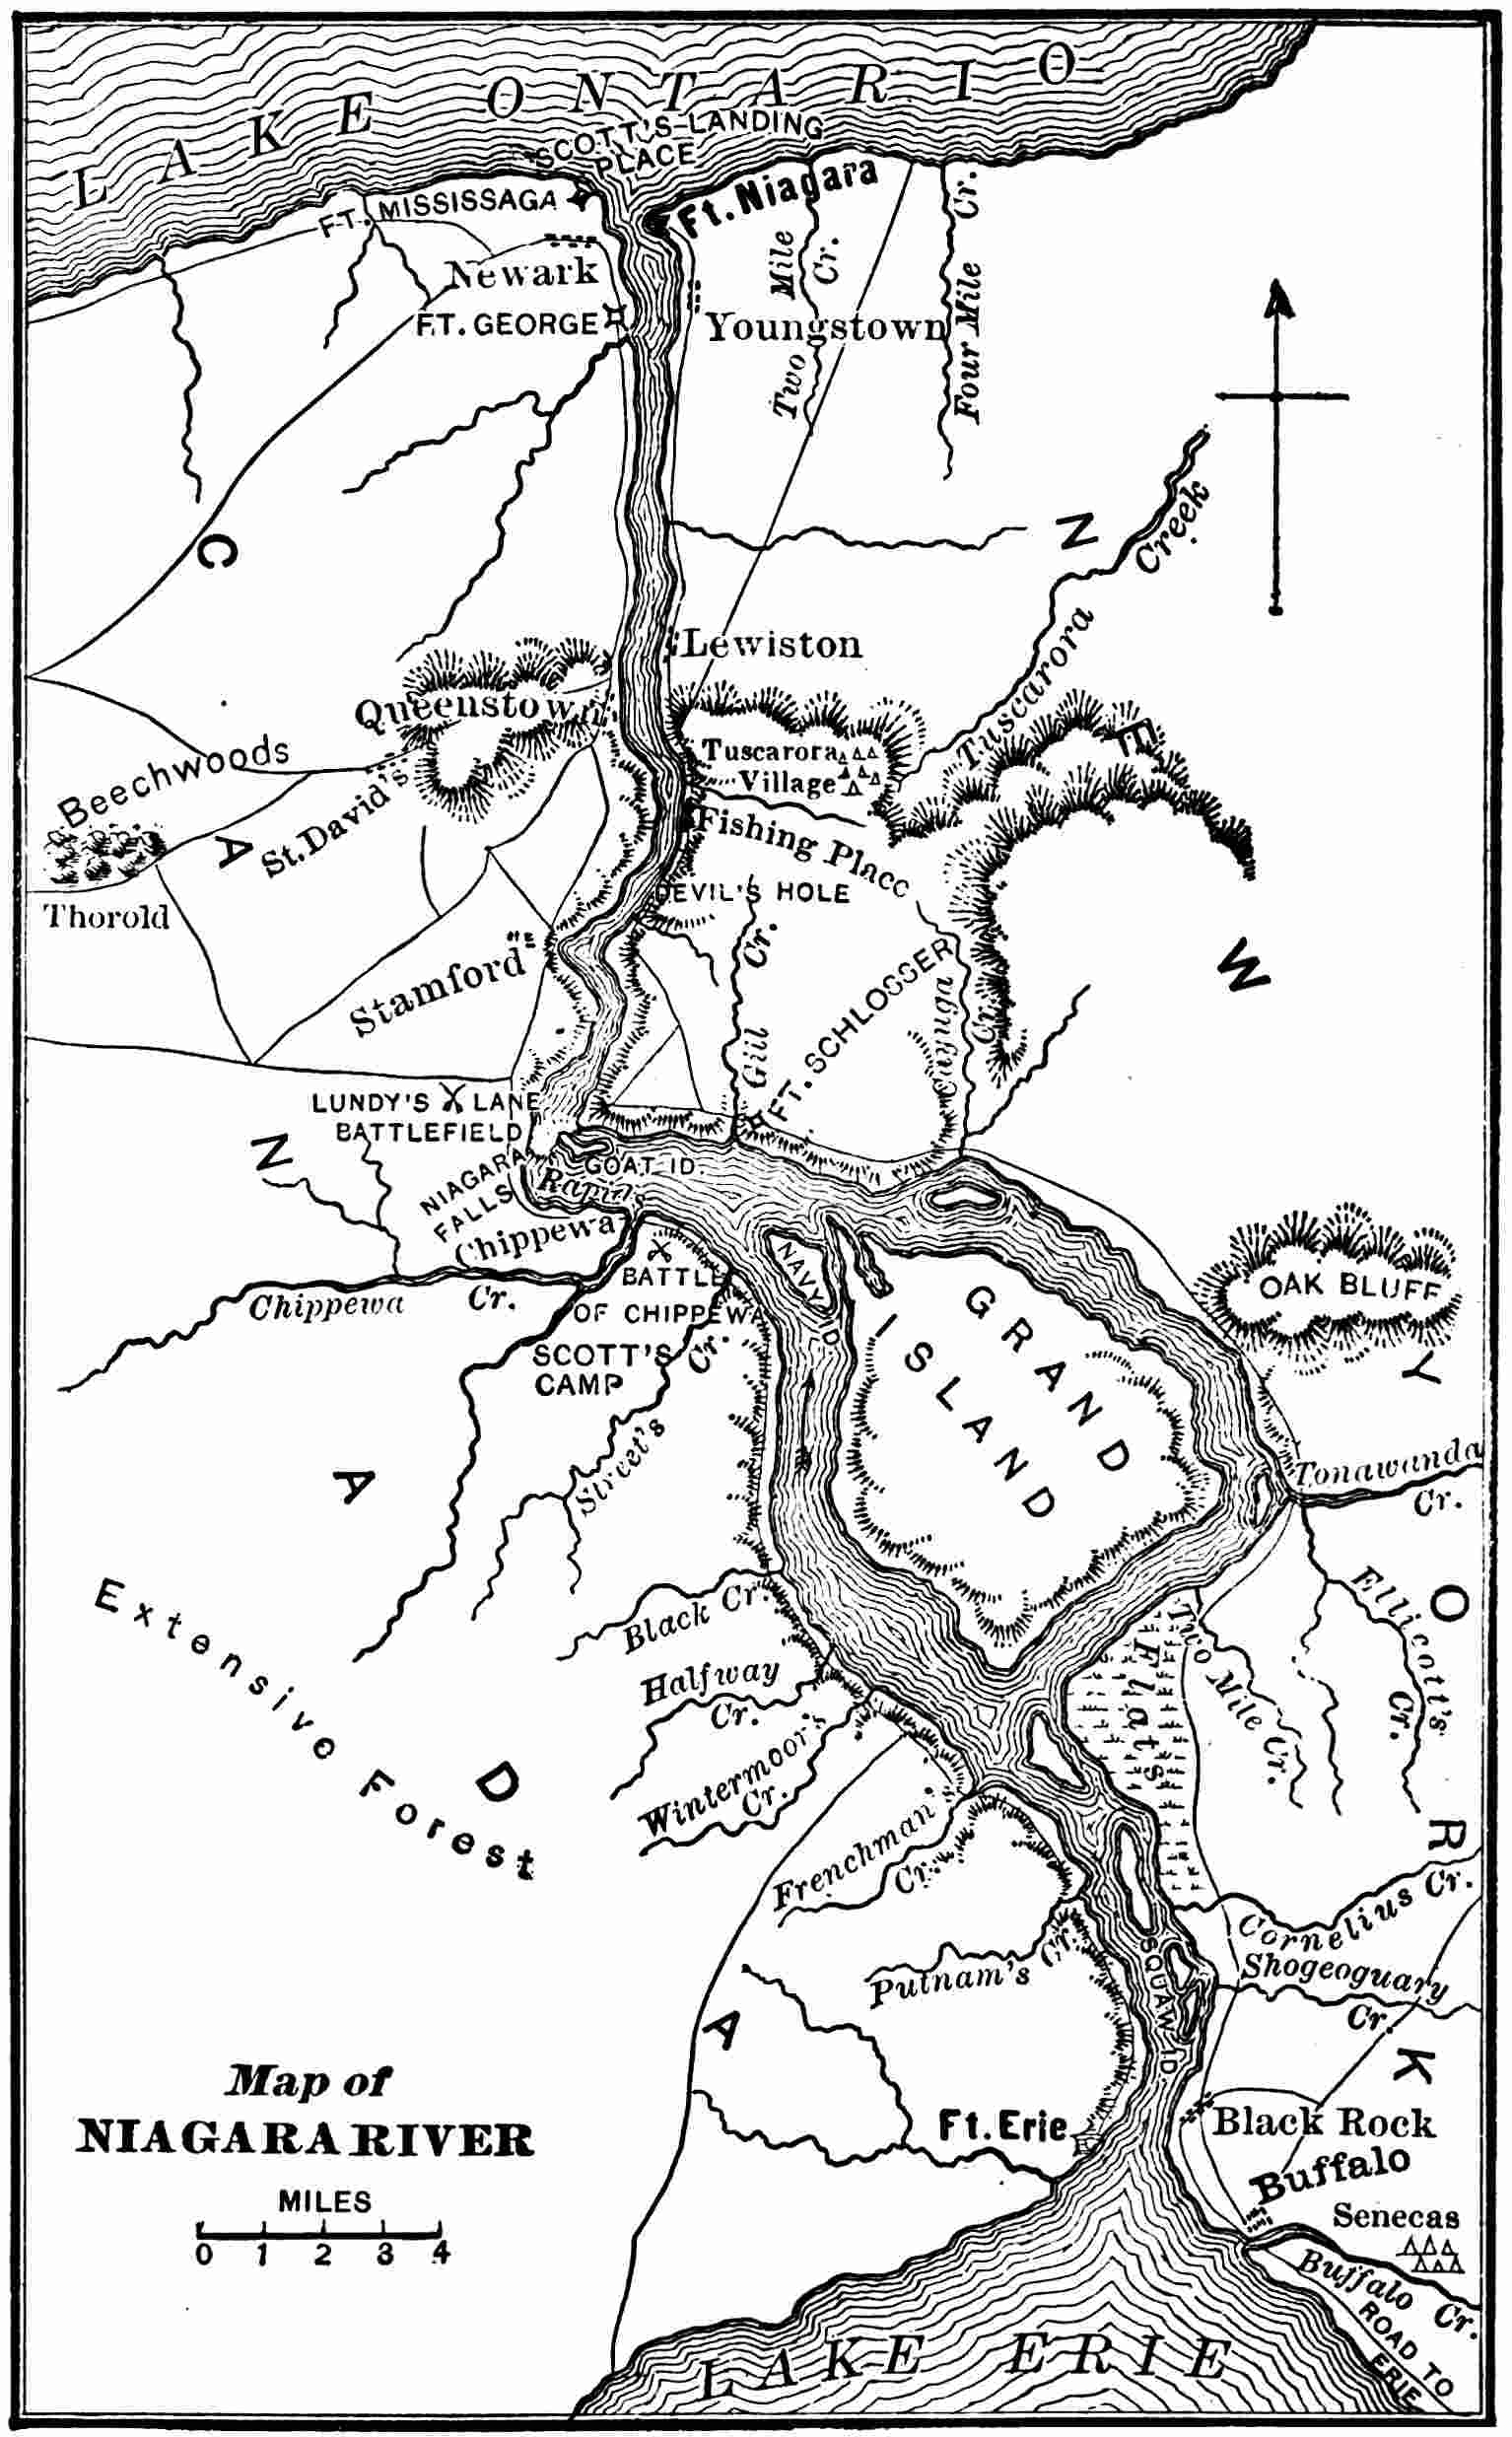 LAKE ONTARIO
SCOTT'S LANDING
PLACE
FT. MISSISSAGA
Ft. Niagara
Newark
FT. GEORGE
Youngstown
Two Mile Cr.
Four Mile Cr.
CANADA
NEW YORK
Tuscarora Creek
Lewiston
Queenstown
Tuscarora
Village
Beechwoods
St. David's
Fishing Place
DEVIL'S HOLE
Thorold
Stamford
Gill Cr.
FT. SCHLOSSER
Cayuga Cr.
LUNDY'S LANE
BATTLEFIELD
NIAGARA
FALLS
GOAT ID.
Rapids
Chippewa
Chippewa Cr.
BATTLE
OF CHIPPEWA
SCOTT'S
CAMP
Street's Cr.
NAVY ID.
GRAND
ISLAND
OAK BLUFF
Tonawanda
Cr.
Extensive Forest
Black Cr.
Halfway
Cr.
Wintermoor's
Cr.
Frenchman's
Cr.
Flats
Two Mile Cr.
Ellicott's
Cr.
Putnam's Cr.
Cornelius Cr.
Shogeoguary
Cr.
SQUAW ID.
Ft. Erie
Black Rock
Buffalo
Senecas
Buffalo Cr.
ROAD TO
ERIE
LAKE ERIE
Map of
NIAGARA RIVER
MILES
0 1 2 3 4